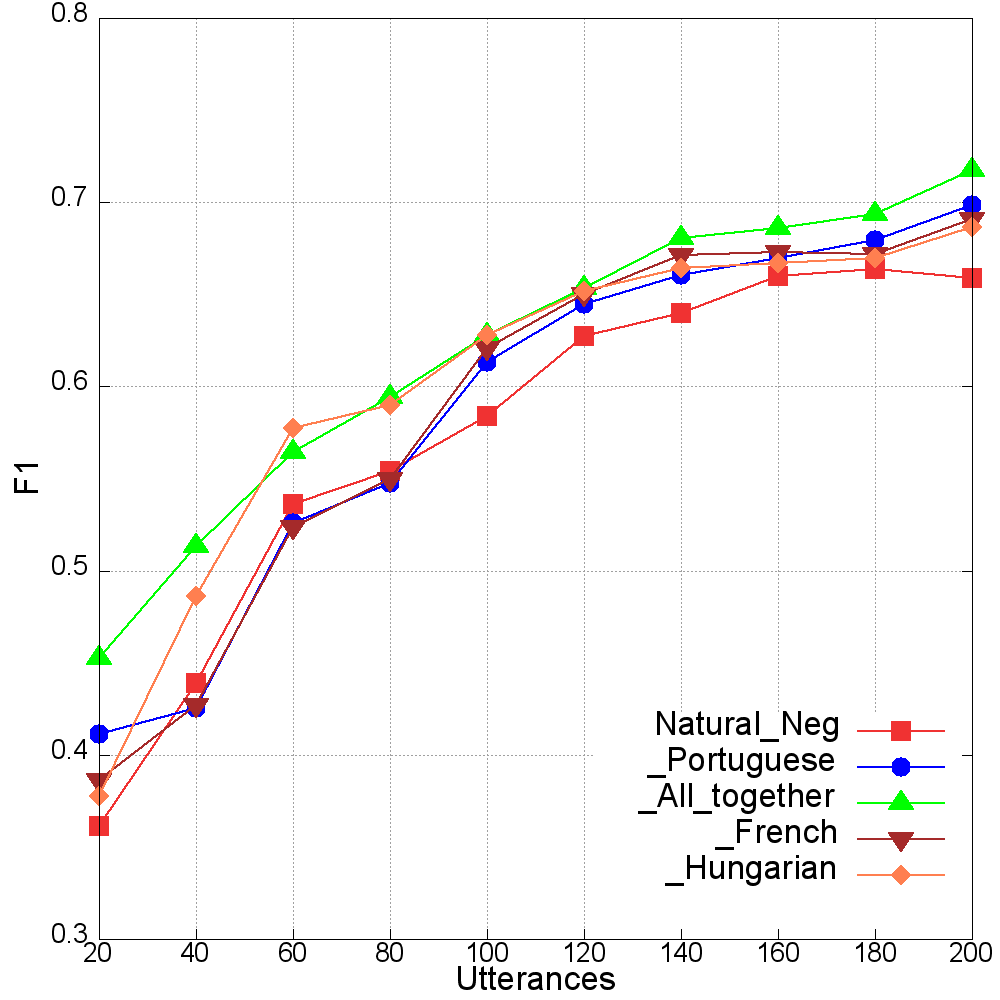 0.8
0.7
0.6
0.5
0.4
0.3
F1
Natural_Neg
_Portuguese
_All_together
_French
_Hungarian
20 40 60 80 100 120 140 160 180 200
Utterances